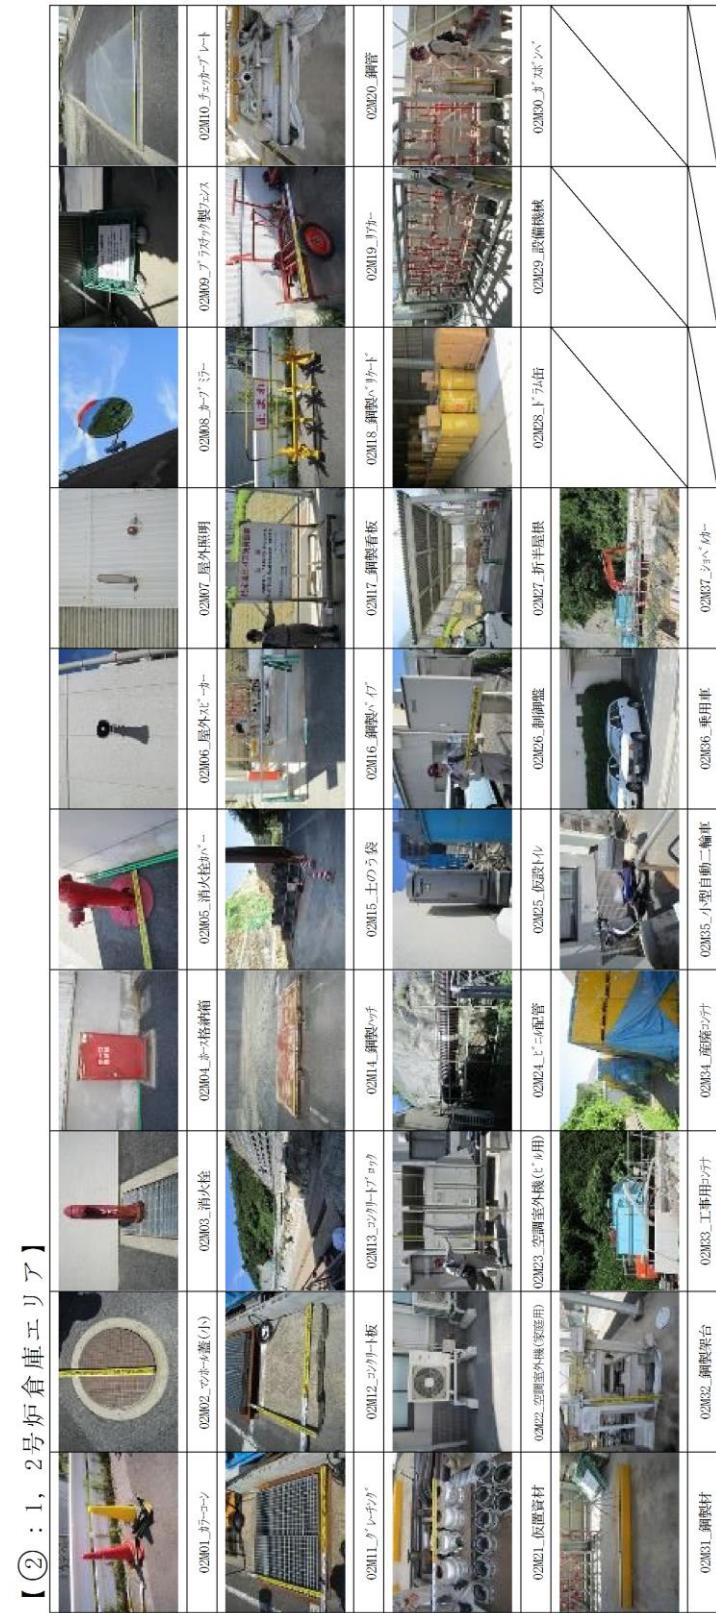 【②：1，2号炉倉庫エリア】
02M01_カラーコーン
02M02_マンホール蓋(小)
02M03_消火栓
02M04_ホース格納箱
02M05_消火栓カバー
02M06_屋外スピーカー
02M07_屋外照明
02M08_カーブミラー
02M09_プラスチック製フェンス
02M10_チェッカープレート
02M11_グレーチング
02M12_コンクリート板
02M13_コンクリートブロック
02M14_鋼製ハッチ
02M15_土のう袋
02M16_鋼製パイプ
02M17_鋼製看板
02M18_鋼製バリケード
02M19_リアカー
02M20_鋼管
02M21_仮置資材
02M22_空調室外機(家庭用)
02M23_空調室外機(ビル用)
02M24_ビニル配管
02M25_仮設トイレ
02M26_制御盤
02M27_折半屋根
02M28_ドラム缶
02M29_設備機械
02M30_ガスボンベ
02M31_鋼製材
02M32_鋼製架台
02M33_工事用コンテナ
02M34_産廃コンテナ
02M35_小型自動二輪車
02M36_乗用車
02M37_ショベルカー